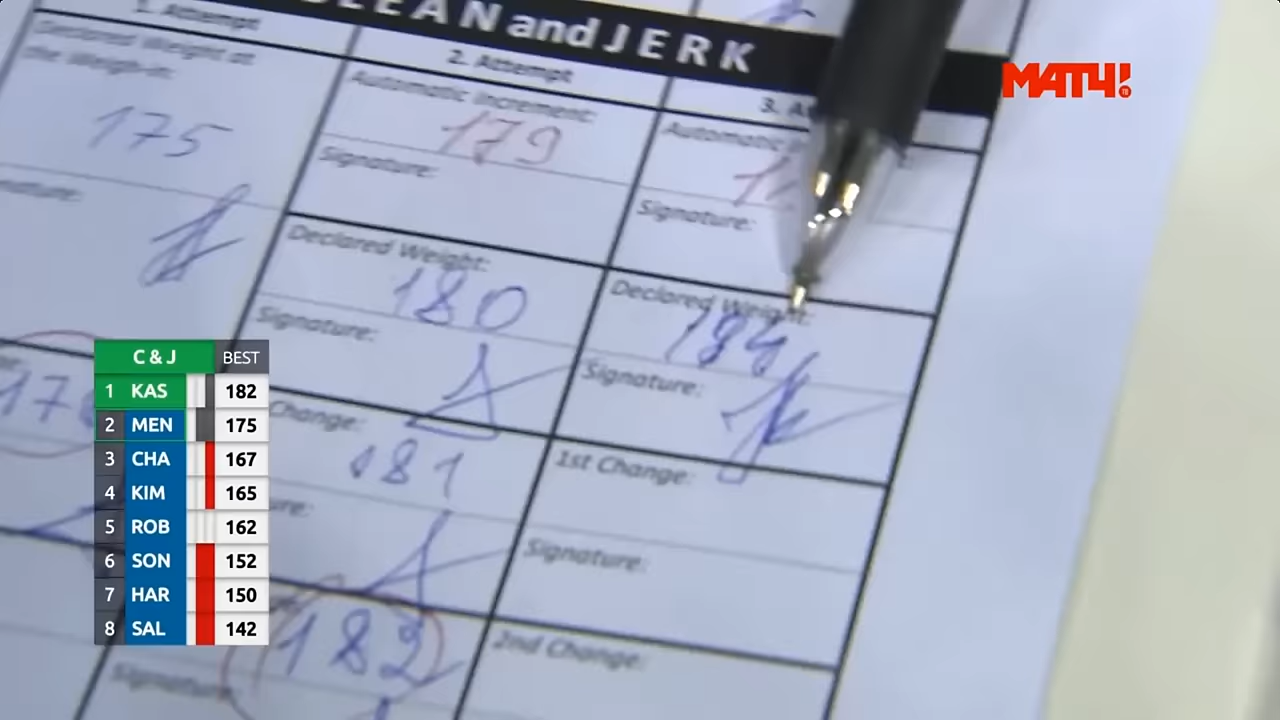 CLEAN and JERK
1. Attempt
2. Attempt
3.
Declared Weight at
the Weigh-in:
175
Automatic Increment:
179
Signature:
Automatic
Signature:
Declared Weight:
180
Signature:
Declared Weight:
184
Signature:
Change:
181
1st Change:
Signature:
182
Signature:
2nd Change:
МАТЧ!
C & J BEST
1 KAS 182
2 MEN 175
3 CHA 167
4 KIM 165
5 ROB 162
6 SON 152
7 HAR 150
8 SAL 142